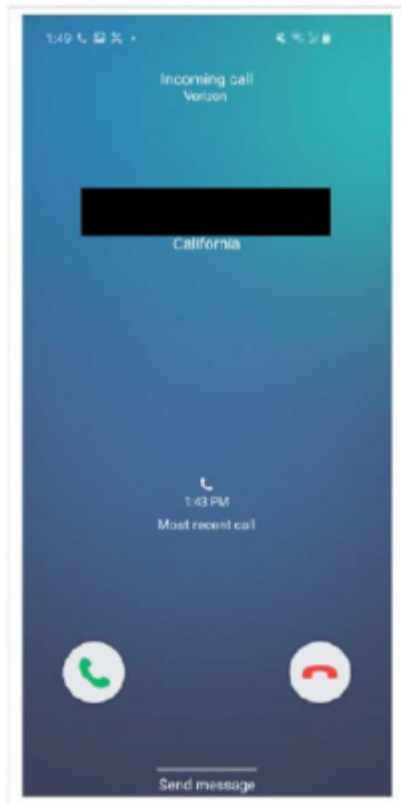 1:49
Incoming call
Verizon
California
1:43 PM
Most recent call
Send message